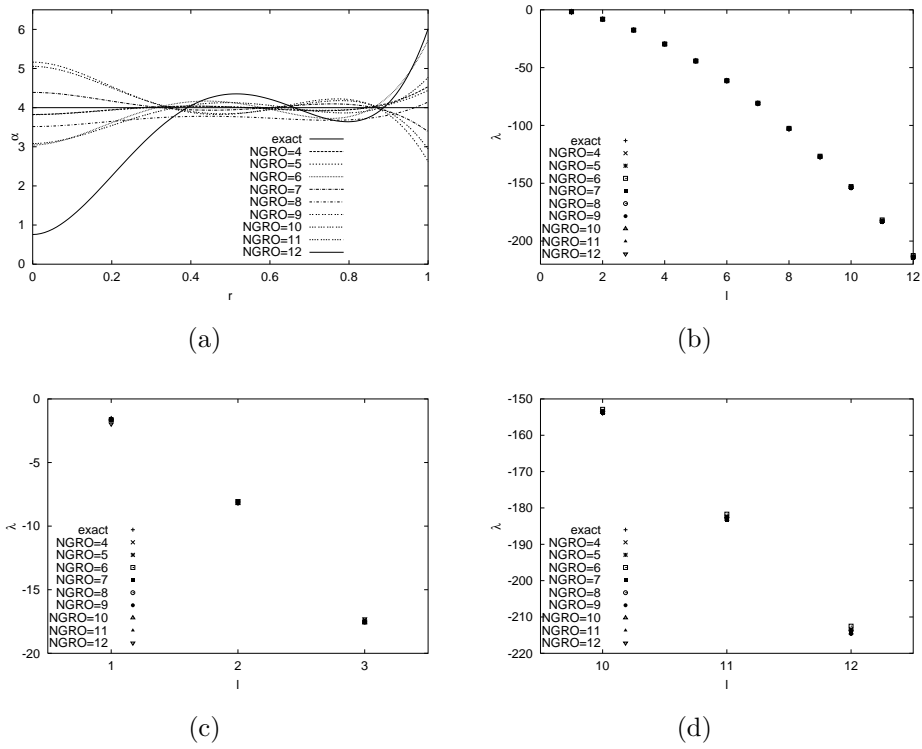 6
5
4
3
2
1
0
α
exact
NGRO=4
NGRO=5
NGRO=6
NGRO=7
NGRO=8
NGRO=9
NGRO=10
NGRO=11
NGRO=12
0 0.2 0.4 0.6 0.8 1
r
(a)
0
-50
-100
-150
-200
λ
exact
NGRO=4
NGRO=5
NGRO=6
NGRO=7
NGRO=8
NGRO=9
NGRO=10
NGRO=11
NGRO=12
0 2 4 6 8 10 12
l
(b)
0
-5
-10
-15
-20
λ
exact
NGRO=4
NGRO=5
NGRO=6
NGRO=7
NGRO=8
NGRO=9
NGRO=10
NGRO=11
NGRO=12
1 2 3
l
(c)
-150
-160
-170
-180
-190
-200
-210
-220
λ
exact
NGRO=4
NGRO=5
NGRO=6
NGRO=7
NGRO=8
NGRO=9
NGRO=10
NGRO=11
NGRO=12
10 11 12
l
(d)